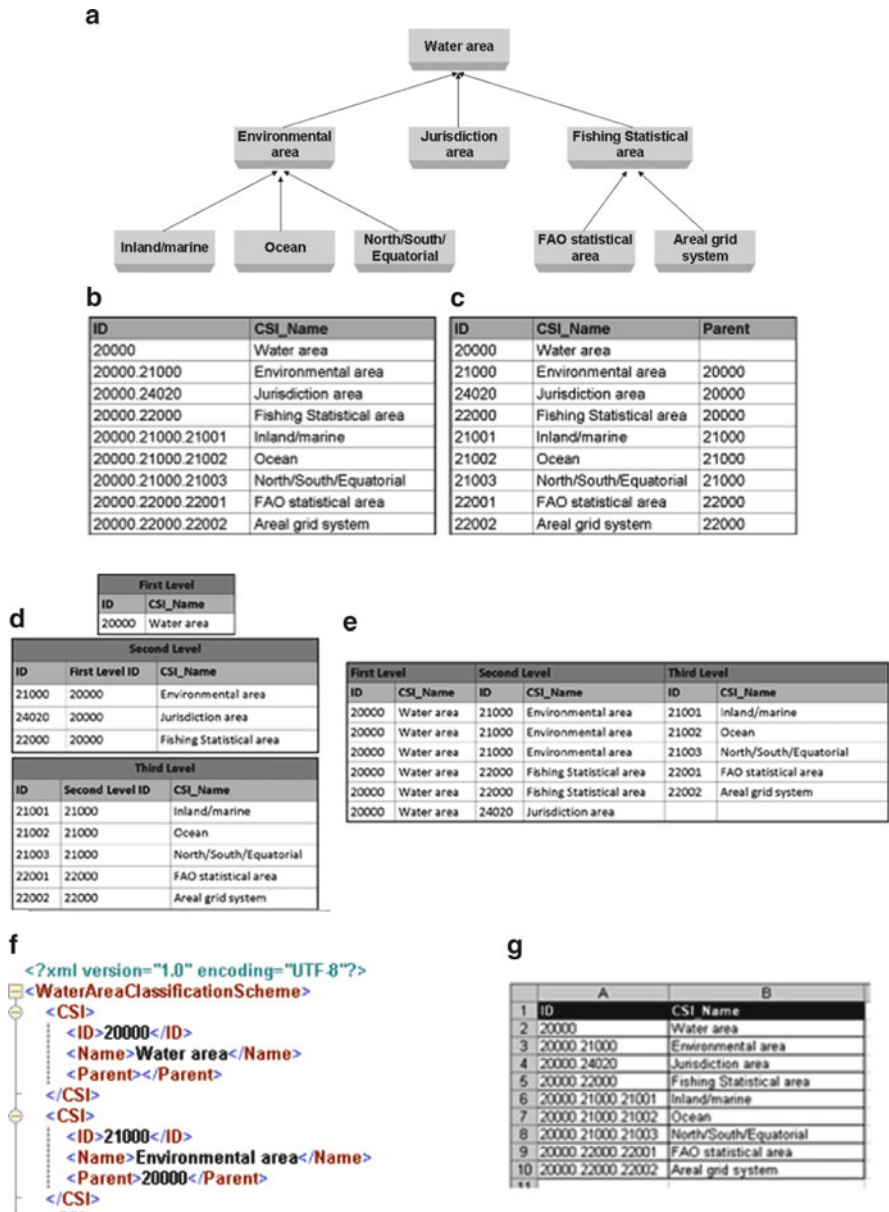 a
Water area
Environmental area
Jurisdiction area
Fishing Statistical area
Inland/marine
Ocean
North/South/Equatorial
FAO statistical area
Areal grid system
b
ID CSI_Name
20000 Water area
20000.21000 Environmental area
20000.24020 Jurisdiction area
20000.22000 Fishing Statistical area
20000.21000.21001 Inland/marine
20000.21000.21002 Ocean
20000.21000.21003 North/South/Equatorial
20000.22000.22001 FAO statistical area
20000.22000.22002 Areal grid system
c
ID CSI_Name Parent
20000 Water area
21000 Environmental area 20000
24020 Jurisdiction area 20000
22000 Fishing Statistical area 20000
21001 Inland/marine 21000
21002 Ocean 21000
21003 North/South/Equatorial 21000
22001 FAO statistical area 22000
22002 Areal grid system 22000
d
First Level
ID CSI_Name
20000 Water area
Second Level
ID First Level ID CSI_Name
21000 20000 Environmental area
24020 20000 Jurisdiction area
22000 20000 Fishing Statistical area
Third Level
ID Second Level ID CSI_Name
21001 21000 Inland/marine
21002 21000 Ocean
21003 21000 North/South/Equatorial
22001 22000 FAO statistical area
22002 22000 Areal grid system
e
First Level Second Level Third Level
ID CSI_Name ID CSI_Name ID CSI_Name
20000 Water area 21000 Environmental area 21001 Inland/marine
20000 Water area 21000 Environmental area 21002 Ocean
20000 Water area 21000 Environmental area 21003 North/South/Equatorial
20000 Water area 22000 Fishing Statistical area 22001 FAO statistical area
20000 Water area 22000 Fishing Statistical area 22002 Areal grid system
20000 Water area 24020 Jurisdiction area
f
<?xml version="1.0" encoding="UTF-8"?>
<WaterAreaClassificationScheme>
<CSI>
<ID>20000</ID>
<Name>Water area</Name>
<Parent></Parent>
</CSI>
<CSI>
<ID>21000</ID>
<Name>Environmental area</Name>
<Parent>20000</Parent>
</CSI>
g
A B
1 ID CSI_Name
2 20000 Water area
3 20000.21000 Environmental area
4 20000.24020 Jurisdiction area
5 20000.22000 Fishing Statistical area
6 20000.21000.21001 Inland/marine
7 20000.21000.21002 Ocean
8 20000.21000.21003 North/South/Equatorial
9 20000.22000.22001 FAO statistical area
10 20000.22000.22002 Areal grid system